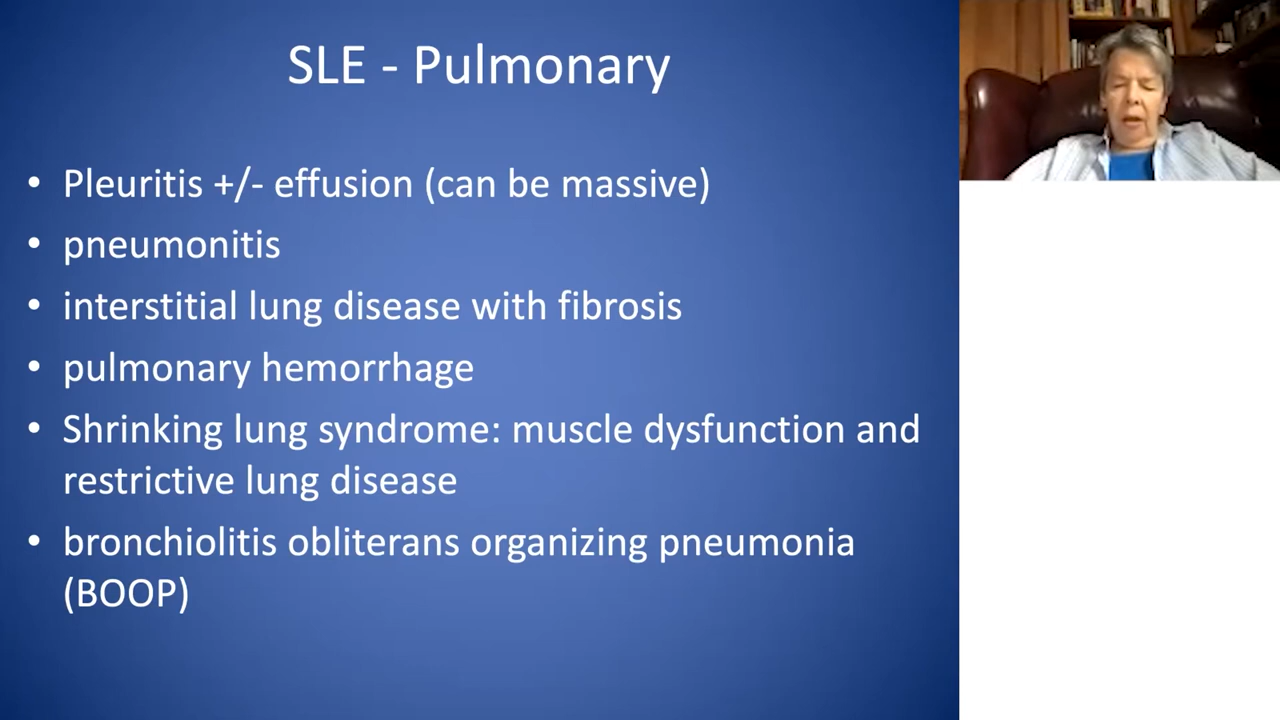 SLE - Pulmonary
• Pleuritis +/- effusion (can be massive)
• pneumonitis
• interstitial lung disease with fibrosis
• pulmonary hemorrhage
• Shrinking lung syndrome: muscle dysfunction and
restrictive lung disease
• bronchiolitis obliterans organizing pneumonia
(BOOP)